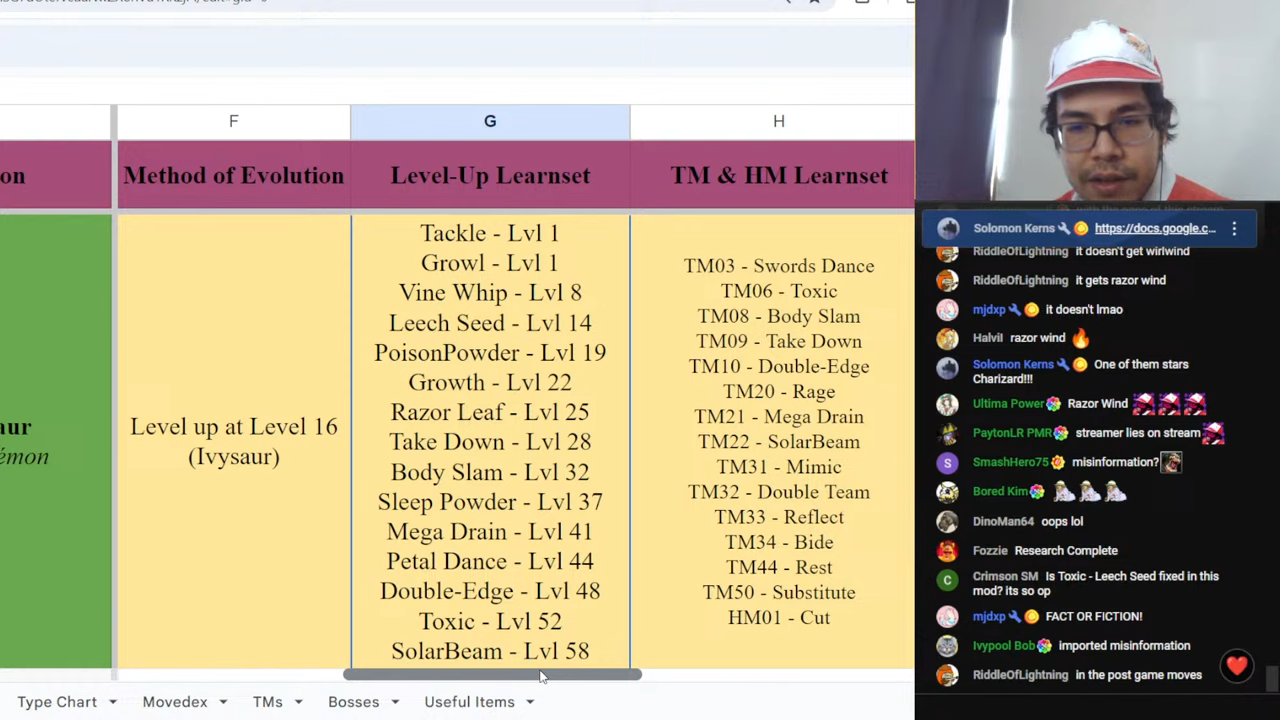 F
G
H
on
Method of Evolution
Level-Up Learnset
TM & HM Learnset
aur
émon
Level up at Level 16
(Ivysaur)
Tackle - Lvl 1
Growl - Lvl 1
Vine Whip - Lvl 8
Leech Seed - Lvl 14
PoisonPowder - Lvl 19
Growth - Lvl 22
Razor Leaf - Lvl 25
Take Down - Lvl 28
Body Slam - Lvl 32
Sleep Powder - Lvl 37
Mega Drain - Lvl 41
Petal Dance - Lvl 44
Double-Edge - Lvl 48
Toxic - Lvl 52
SolarBeam - Lvl 58
TM03 - Swords Dance
TM06 - Toxic
TM08 - Body Slam
TM09 - Take Down
TM10 - Double-Edge
TM20 - Rage
TM21 - Mega Drain
TM22 - SolarBeam
TM31 - Mimic
TM32 - Double Team
TM33 - Reflect
TM34 - Bide
TM44 - Rest
TM50 - Substitute
HM01 - Cut
Type Chart
Movedex
TMs
Bosses
Useful Items
Solomon Kerns https://docs.google.c...
RiddleOfLightning it doesn't get wirlwind
RiddleOfLightning it gets razor wind
mjdxp it doesn't lmao
Halvil razor wind
Solomon Kerns One of them stars
Charizard!!!
Ultima Power Razor Wind
PaytonLR PMR streamer lies on stream
SmashHero75 misinformation?
Bored Kim
DinoMan64 oops lol
Fozzie Research Complete
Crimson SM Is Toxic - Leech Seed fixed in this
mod? its so op
mjdxp FACT OR FICTION!
Ivypool Bob imported misinformation
RiddleOfLightning in the post game moves